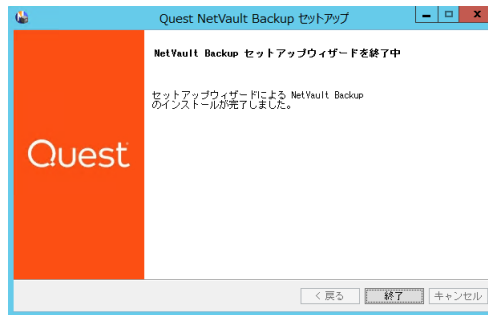 Quest NetVault Backup セットアップ
NetVault Backup セットアップウィザードを終了中
セットアップウィザードによる NetVault Backup
のインストールが完了しました。
Quest
< 戻る 終了 キャンセル